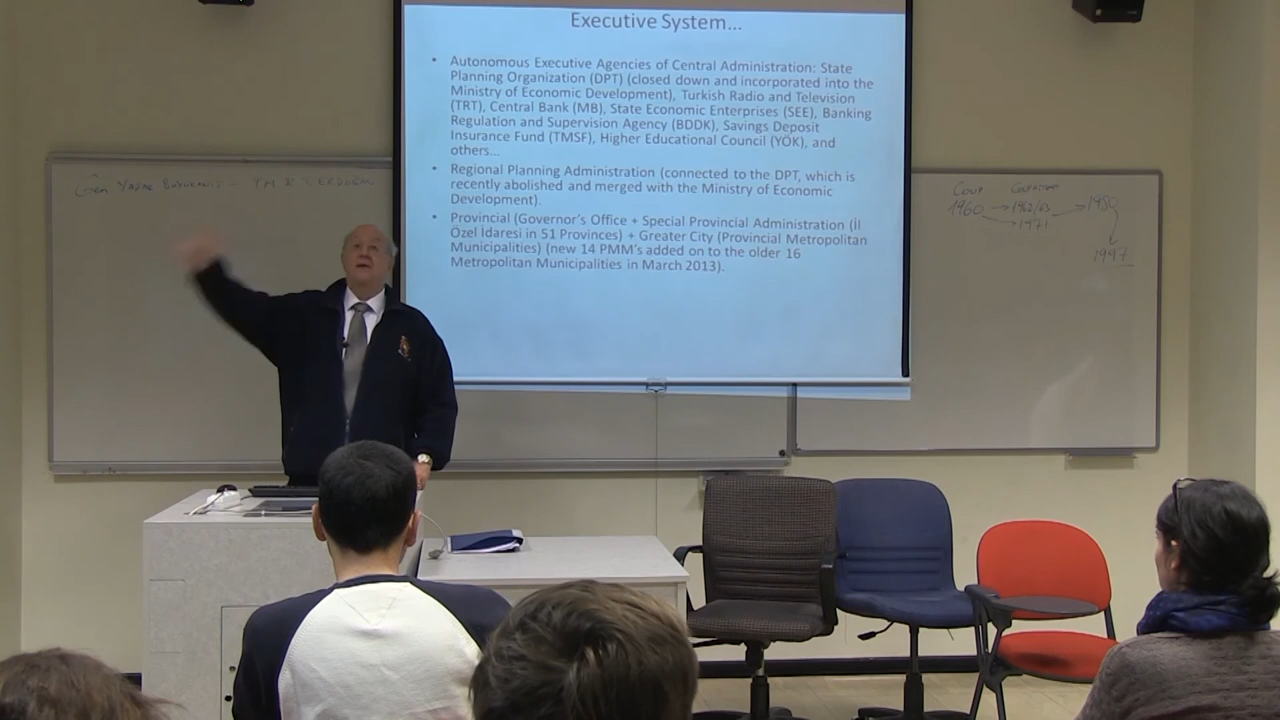 Executive System...
• Autonomous Executive Agencies of Central Administration: State
Planning Organization (DPT) (closed down and incorporated into the
Ministry of Economic Development), Turkish Radio and Television
(TRT), Central Bank (MB), State Economic Enterprises (SEE), Banking
Regulation and Supervision Agency (BDDK), Savings Deposit
Insurance Fund (TMSF), Higher Educational Council (YÖK), and
others...
• Regional Planning Administration (connected to the DPT, which is
recently abolished and merged with the Ministry of Economic
Development).
• Provincial (Governor's Office + Special Provincial Administration (İl
Özel İdaresi in 51 Provinces) + Greater City (Provincial Metropolitan
Municipalities) (new 14 PMM's added on to the older 16
Metropolitan Municipalities in March 2013).
Gen
Coup
1960 → 1962/63 → 1980
→ 1971
1997